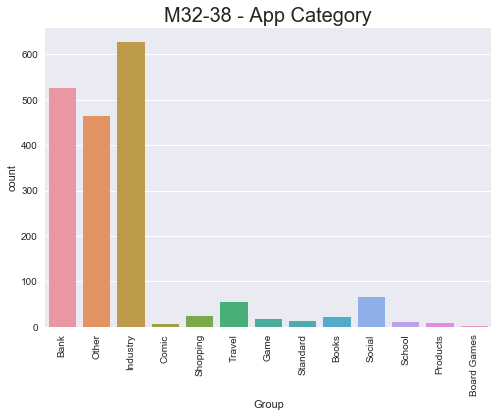 M32-38 - App Category
count
600
500
400
300
200
100
0
Bank
Other
Industry
Comic
Shopping
Travel
Game
Standard
Books
Social
School
Products
Board Games
Group